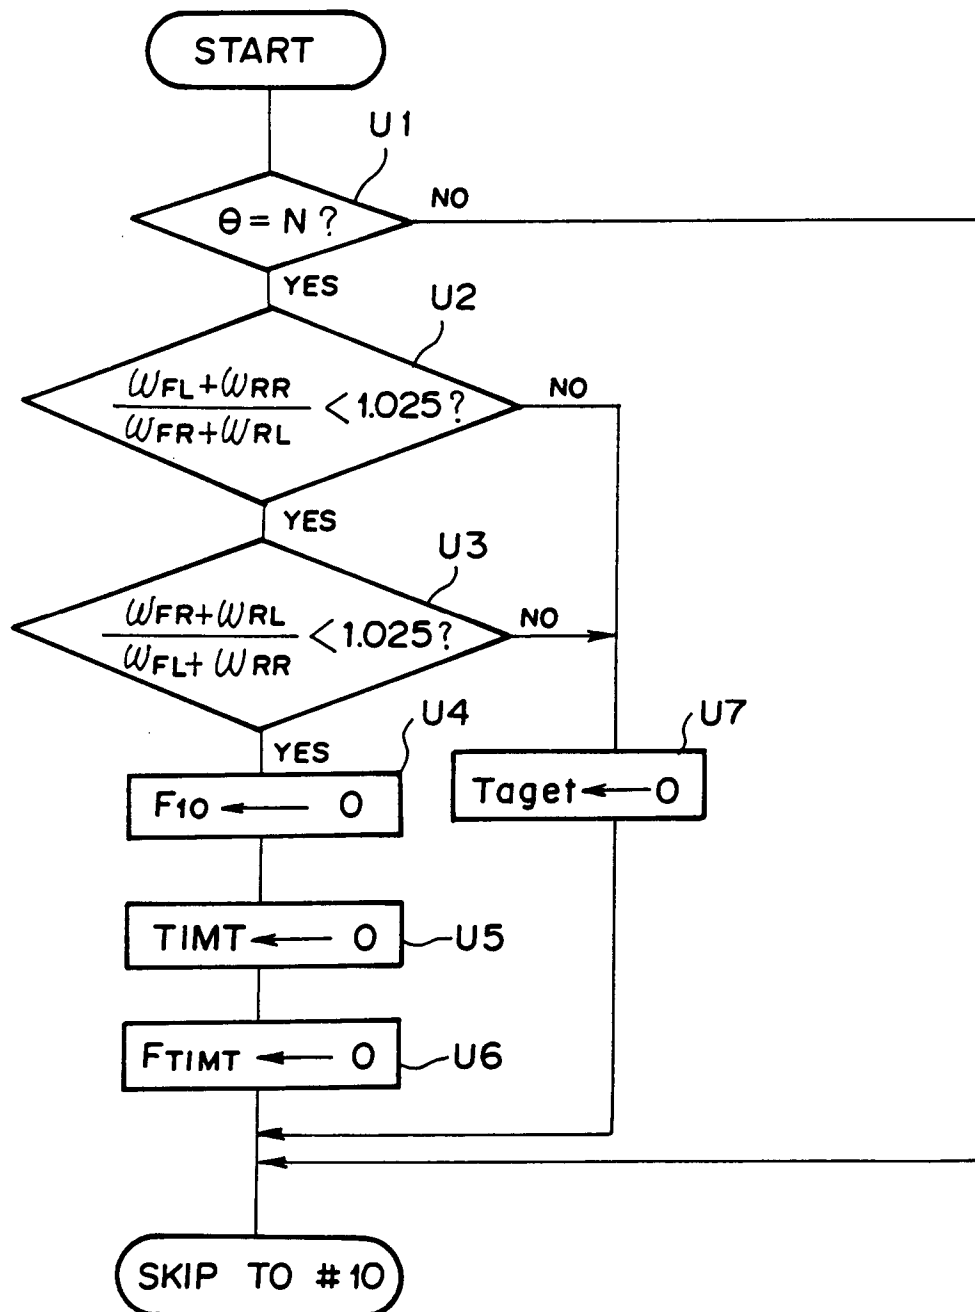 START
U1
θ = N ?
NO
YES
U2
ωFL+ωRR
ωFR+ωRL
< 1.025 ?
NO
YES
U3
ωFR+ωRL
ωFL+ωRR
< 1.025 ?
NO
YES
U4
F10 ← 0
U7
Taget ← 0
TIMT ← 0
U5
FTIMT ← 0
U6
SKIP TO #10